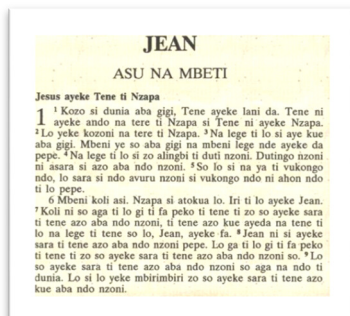 JEAN
ASU NA MBETI
Jesus ayeke Tene ti Nzapa
1 1 Kozo si dunia aba gigi, Tene ayeke lani da. Tene ni
ayeke ando na tere ti Nzapa si Tene ni ayeke Nzapa.
2 Lo yeke kozoni na tere ti Nzapa. 3 Na lege ti lo si aye kue
aba gigi. Mbeni ye so aba gigi na mbeni lege nde ayeke da
pepe. 4 Na lege ti lo si zo alingbi ti duti nzoni. Dutingo nzoni
ni asara si azo aba ndo nzoni. 5 So lo si na ya ti vukongo
ndo, lo sara si ndo avuru nzoni si vukongo ndo ni ahon ndo
ti lo pepe.
6 Mbeni koli asi. Nzapa si atokua lo. Iri ti lo ayeke Jean.
7 Koli ni so aga ti lo gi ti fa peko ti tene ti zo so ayeke sara
ti tene azo aba ndo nzoni, ti tene azo kue ayeda na tene ti
lo na lege ti tene so lo, Jean, ayeke fa. 8 Jean ni si ayeke
sara ti tene azo aba ndo nzoni pepe. Lo ga ti lo gi ti fa peko
ti tene ti zo so ayeke sara ti tene azo aba ndo nzoni so. 9 Lo
so ayeke sara ti tene azo aba ndo nzoni so aga na ndo ti
dunia. Lo si lo yeke mbirimbiri zo so ayeke sara ti tene azo
kue aba ndo nzoni.